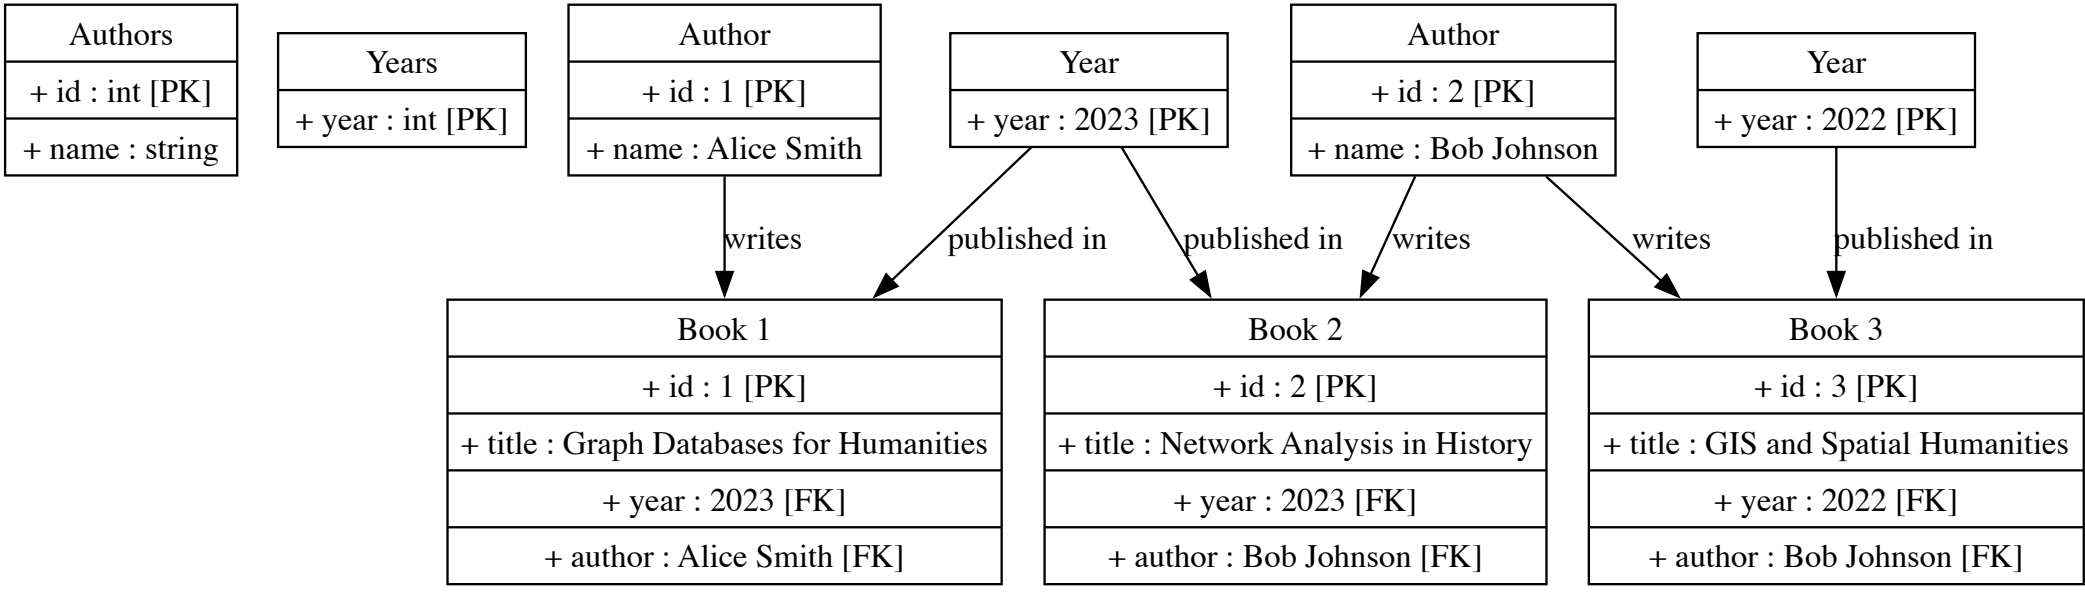 Authors
+ id : int [PK]
+ name : string
Years
+ year : int [PK]
Author
+ id : 1 [PK]
+ name : Alice Smith
Year
+ year : 2023 [PK]
Author
+ id : 2 [PK]
+ name : Bob Johnson
Year
+ year : 2022 [PK]
writes
published in
published in
writes
writes
published in
Book 1
+ id : 1 [PK]
+ title : Graph Databases for Humanities
+ year : 2023 [FK]
+ author : Alice Smith [FK]
Book 2
+ id : 2 [PK]
+ title : Network Analysis in History
+ year : 2023 [FK]
+ author : Bob Johnson [FK]
Book 3
+ id : 3 [PK]
+ title : GIS and Spatial Humanities
+ year : 2022 [FK]
+ author : Bob Johnson [FK]